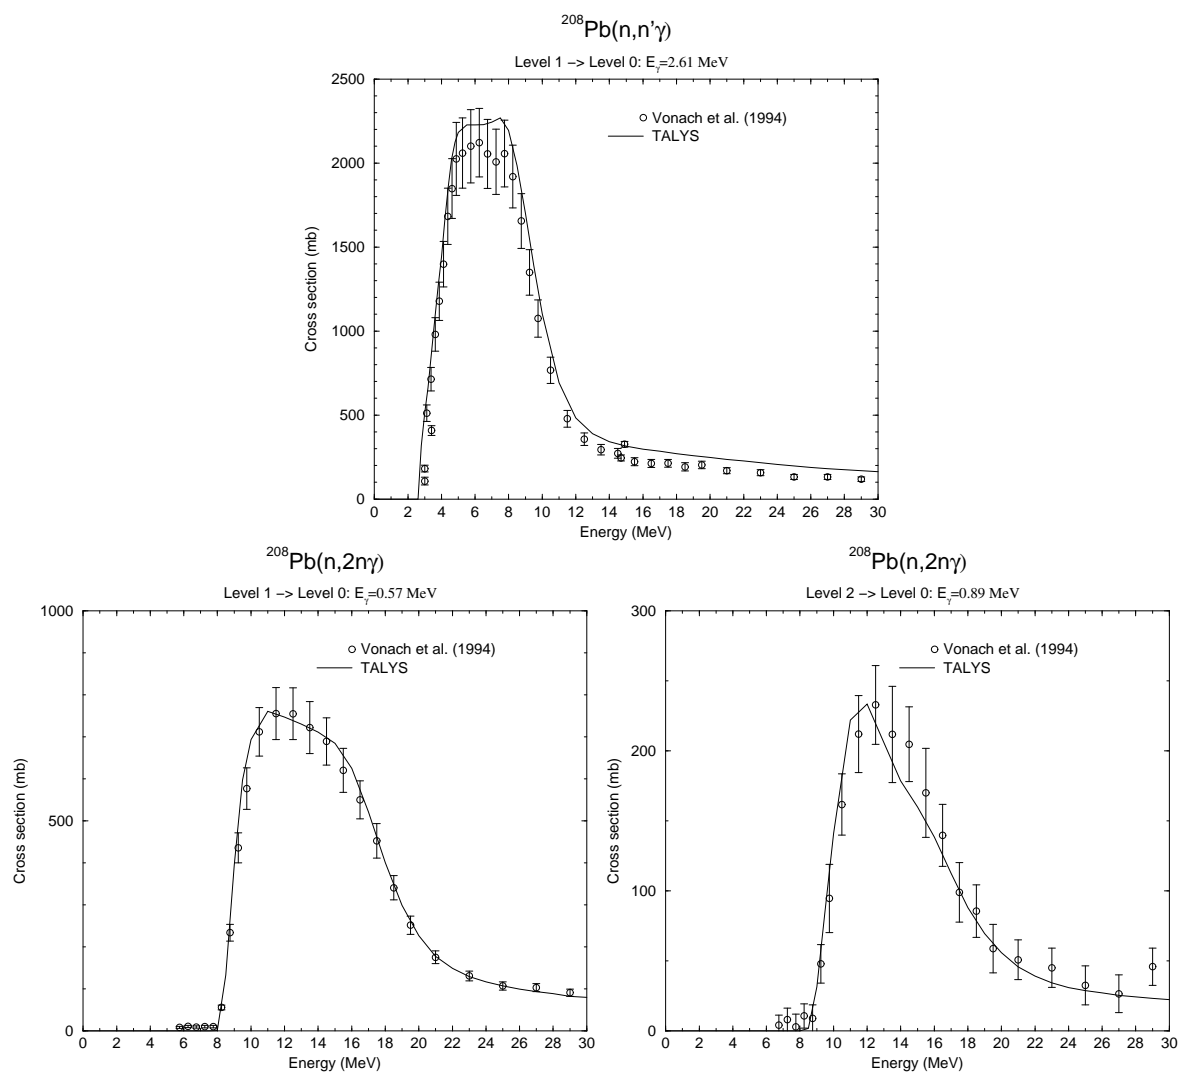 ²⁰⁸Pb(n,n'γ)
Level 1 −> Level 0: Eγ=2.61 MeV
2500
2000
1500
1000
500
0
Cross section (mb)
Vonach et al. (1994)
TALYS
0 2 4 6 8 10 12 14 16 18 20 22 24 26 28 30
Energy (MeV)
²⁰⁸Pb(n,2nγ)
Level 1 −> Level 0: Eγ=0.57 MeV
1000
500
0
Cross section (mb)
Vonach et al. (1994)
TALYS
0 2 4 6 8 10 12 14 16 18 20 22 24 26 28 30
Energy (MeV)
²⁰⁸Pb(n,2nγ)
Level 2 −> Level 0: Eγ=0.89 MeV
300
200
100
0
Cross section (mb)
Vonach et al. (1994)
TALYS
0 2 4 6 8 10 12 14 16 18 20 22 24 26 28 30
Energy (MeV)